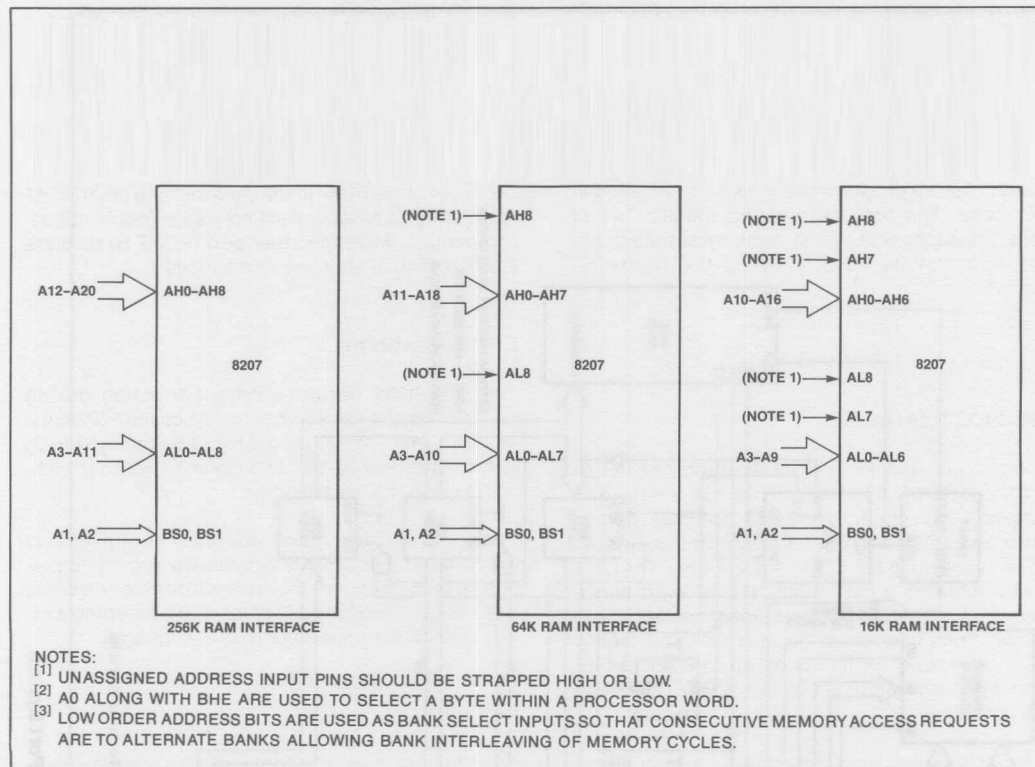 (NOTE 1)
AH8
A12–A20
AH0–AH8
8207
A3–A11
AL0–AL8
A1, A2
BS0, BS1
256K RAM INTERFACE
(NOTE 1)
AH8
A11–A18
AH0–AH7
(NOTE 1)
AL8
8207
A3–A10
AL0–AL7
A1, A2
BS0, BS1
64K RAM INTERFACE
(NOTE 1)
AH7
A10–A16
AH0–AH6
(NOTE 1)
AL8
8207
(NOTE 1)
AL7
A3–A9
AL0–AL6
A1, A2
BS0, BS1
16K RAM INTERFACE
NOTES:
[1] UNASSIGNED ADDRESS INPUT PINS SHOULD BE STRAPPED HIGH OR LOW.
[2] A0 ALONG WITH BHE ARE USED TO SELECT A BYTE WITHIN A PROCESSOR WORD.
[3] LOW ORDER ADDRESS BITS ARE USED AS BANK SELECT INPUTS SO THAT CONSECUTIVE MEMORY ACCESS REQUESTS
ARE TO ALTERNATE BANKS ALLOWING BANK INTERLEAVING OF MEMORY CYCLES.